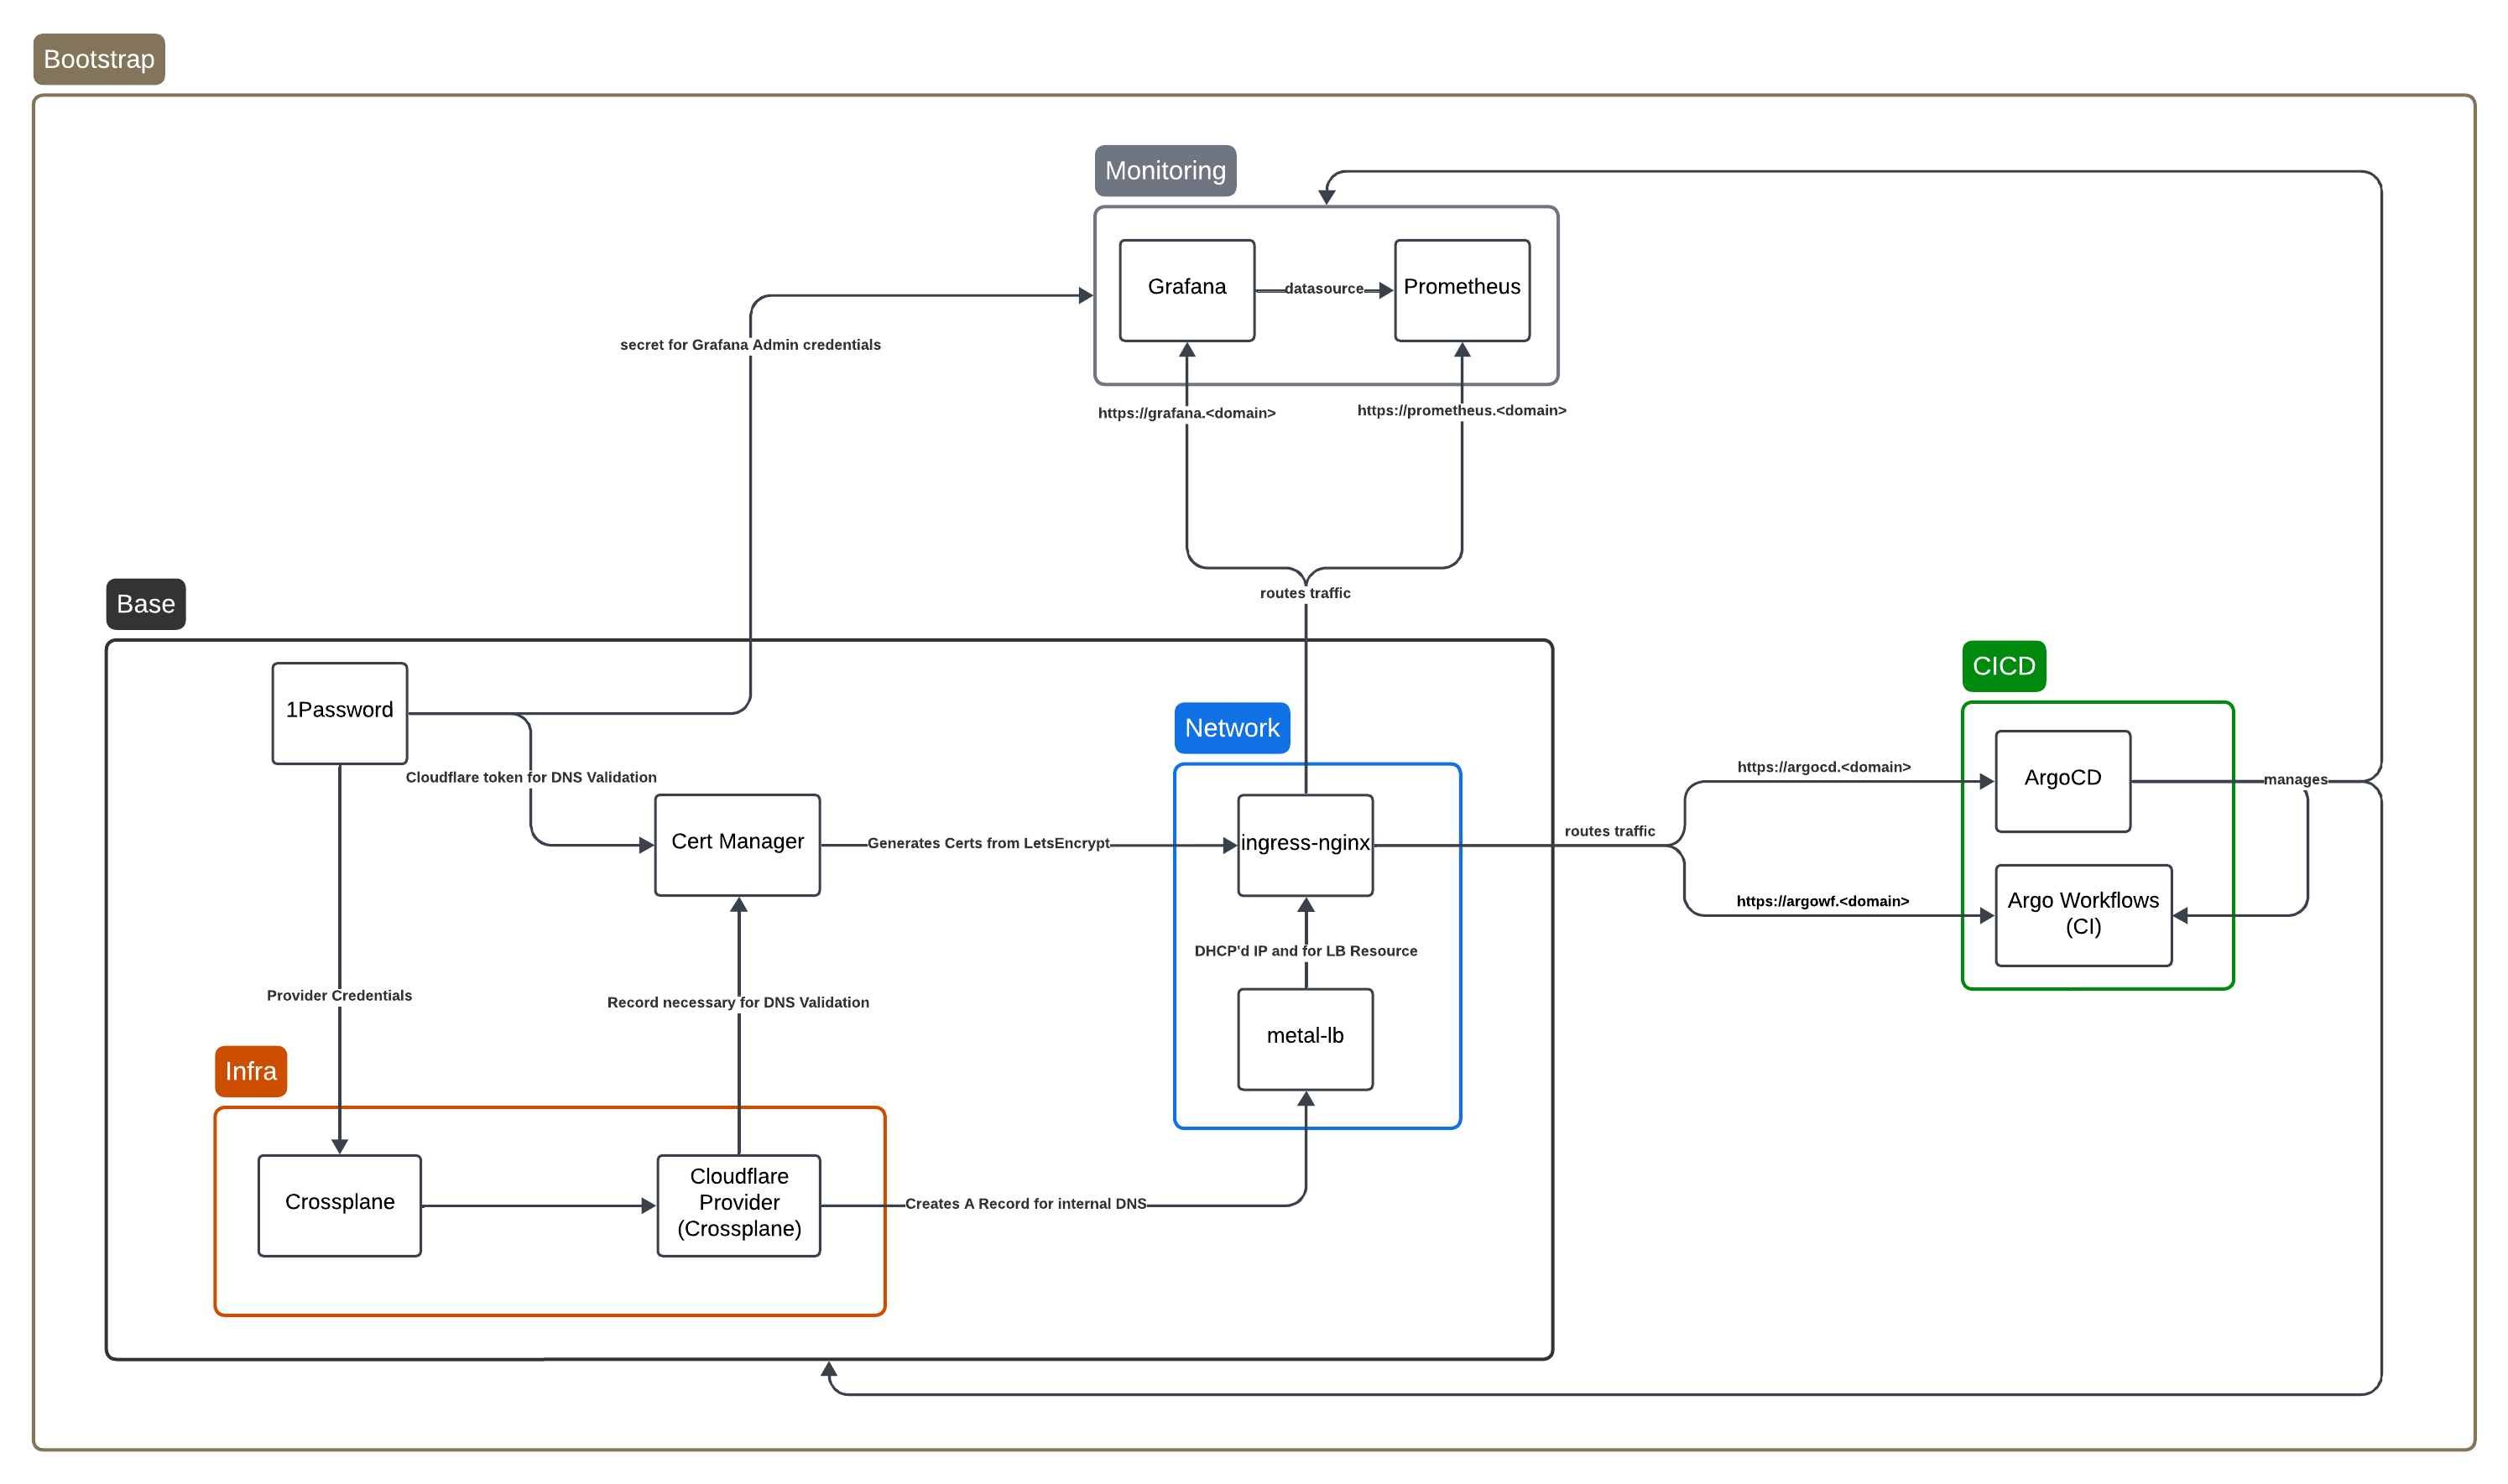 Bootstrap
Monitoring
Grafana
datasource
Prometheus
secret for Grafana Admin credentials
https://grafana.<domain>
https://prometheus.<domain>
routes traffic
Base
1Password
Cloudflare token for DNS Validation
Cert Manager
Generates Certs from LetsEncrypt
Network
ingress-nginx
routes traffic
https://argocd.<domain>
https://argowf.<domain>
CICD
ArgoCD
manages
Argo Workflows
(CI)
DHCP'd IP and for LB Resource
metal-lb
Provider Credentials
Record necessary for DNS Validation
Infra
Crossplane
Cloudflare
Provider
(Crossplane)
Creates A Record for internal DNS